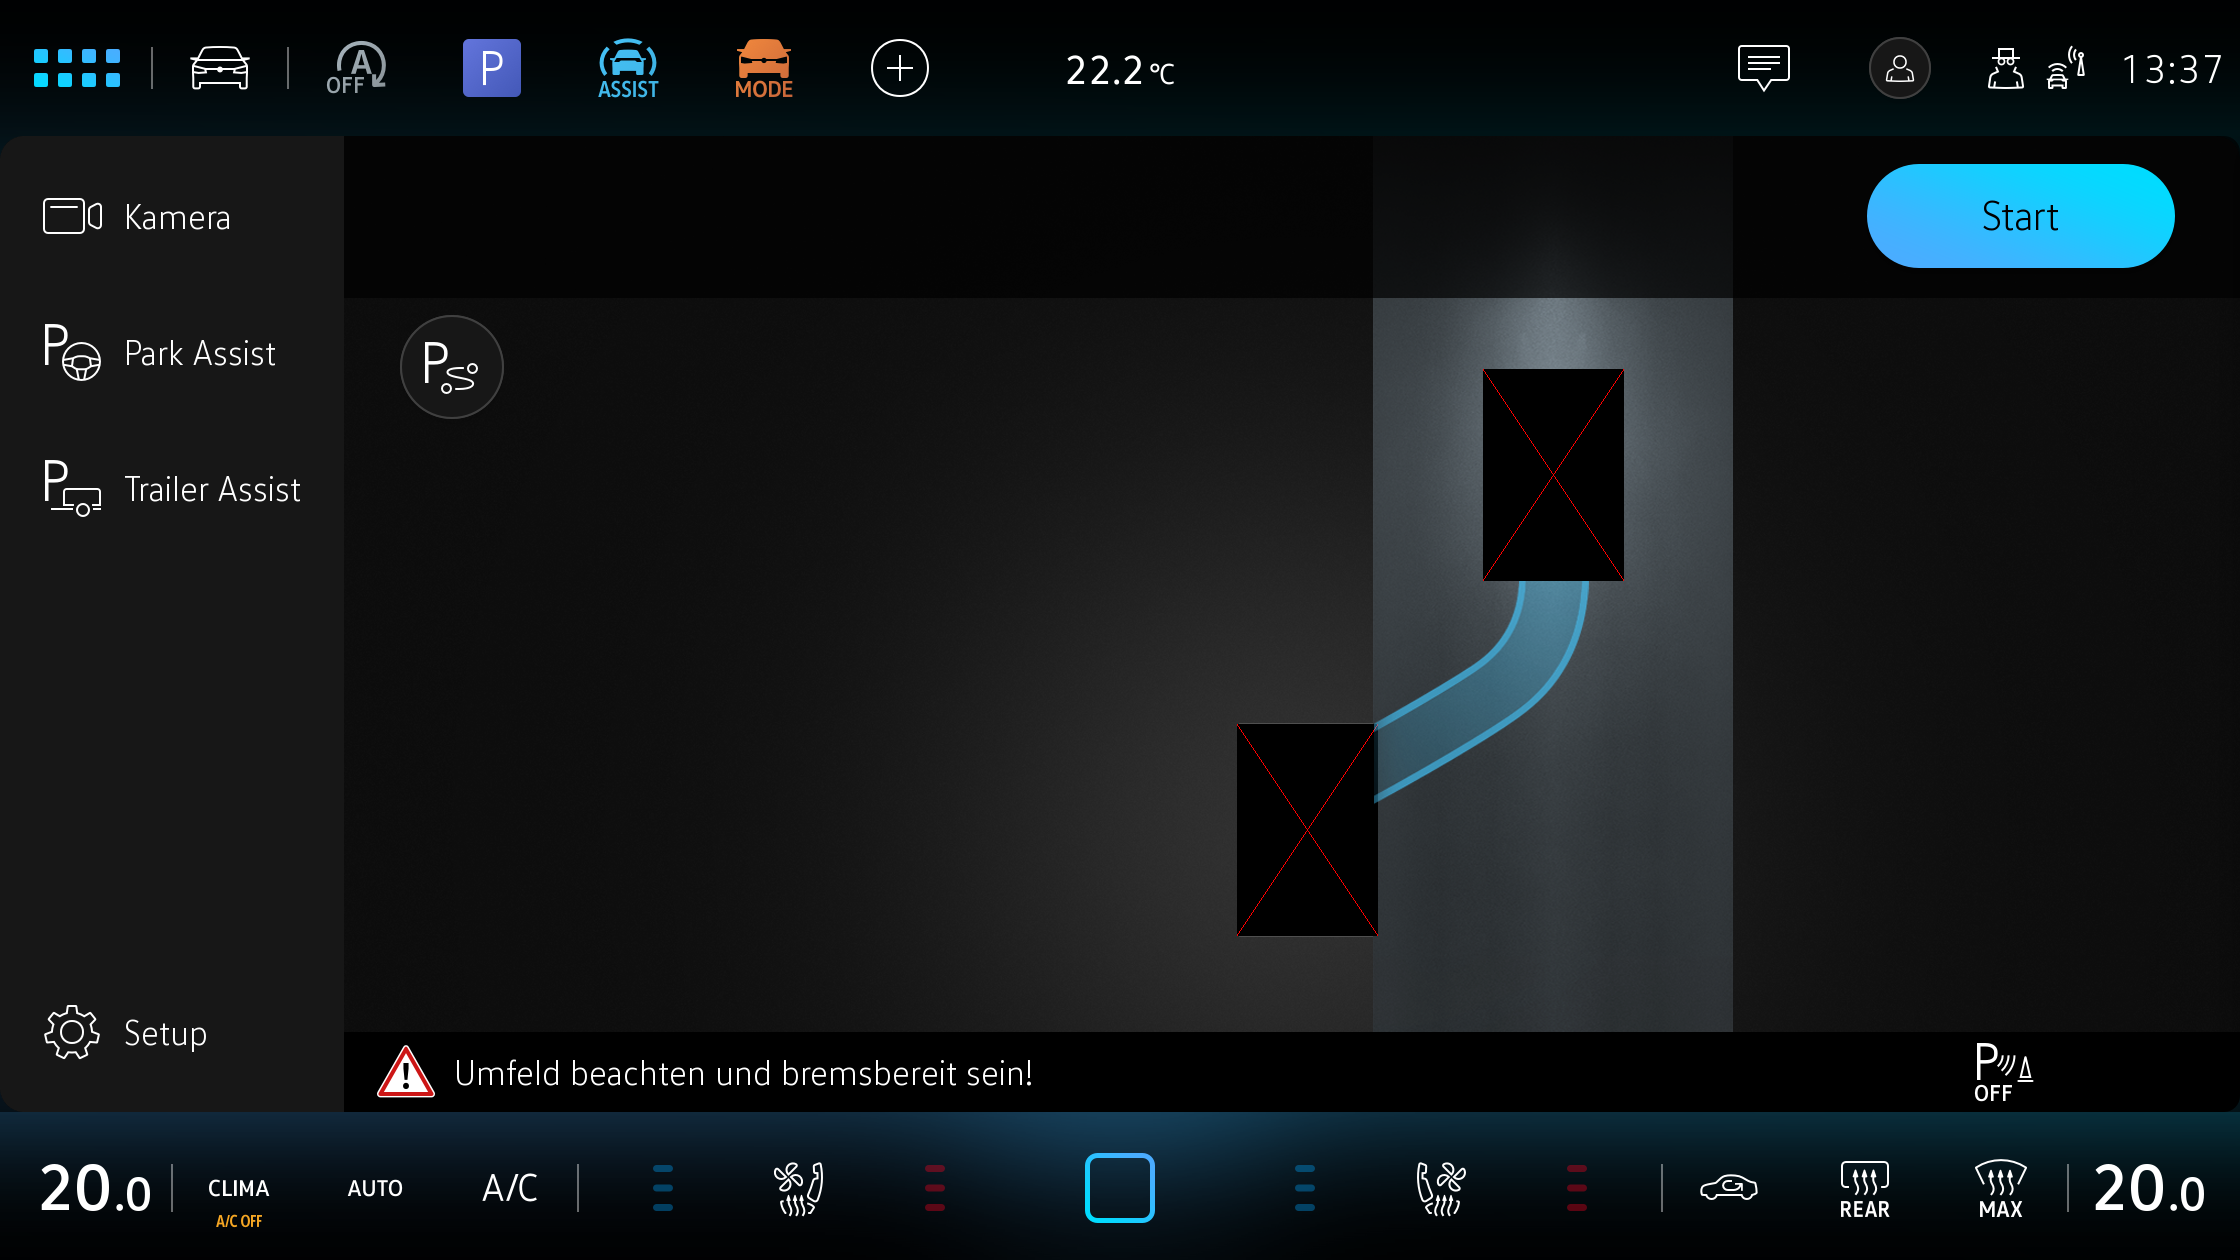 A
OFF
P
ASSIST
MODE
22.2 °C
13:37
Kamera
Start
P
Park Assist
P
P
Trailer Assist
Setup
Umfeld beachten und bremsbereit sein!
P
OFF
20.0
CLIMA
A/C OFF
AUTO
A/C
REAR
MAX
20.0